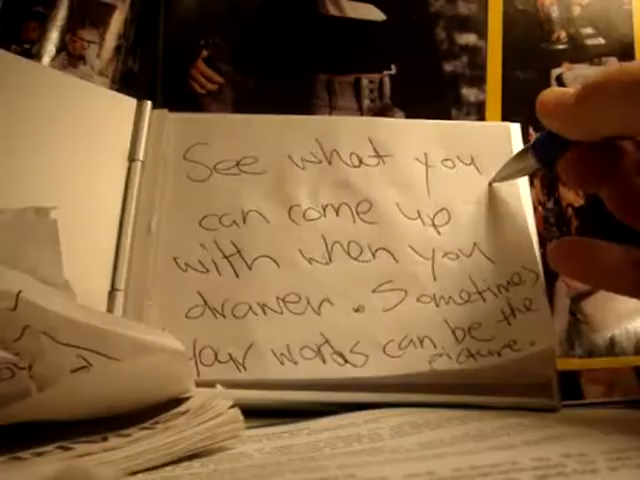 See what you
can come up
with when you
drawer. Sometimes
your words can be the
picture.